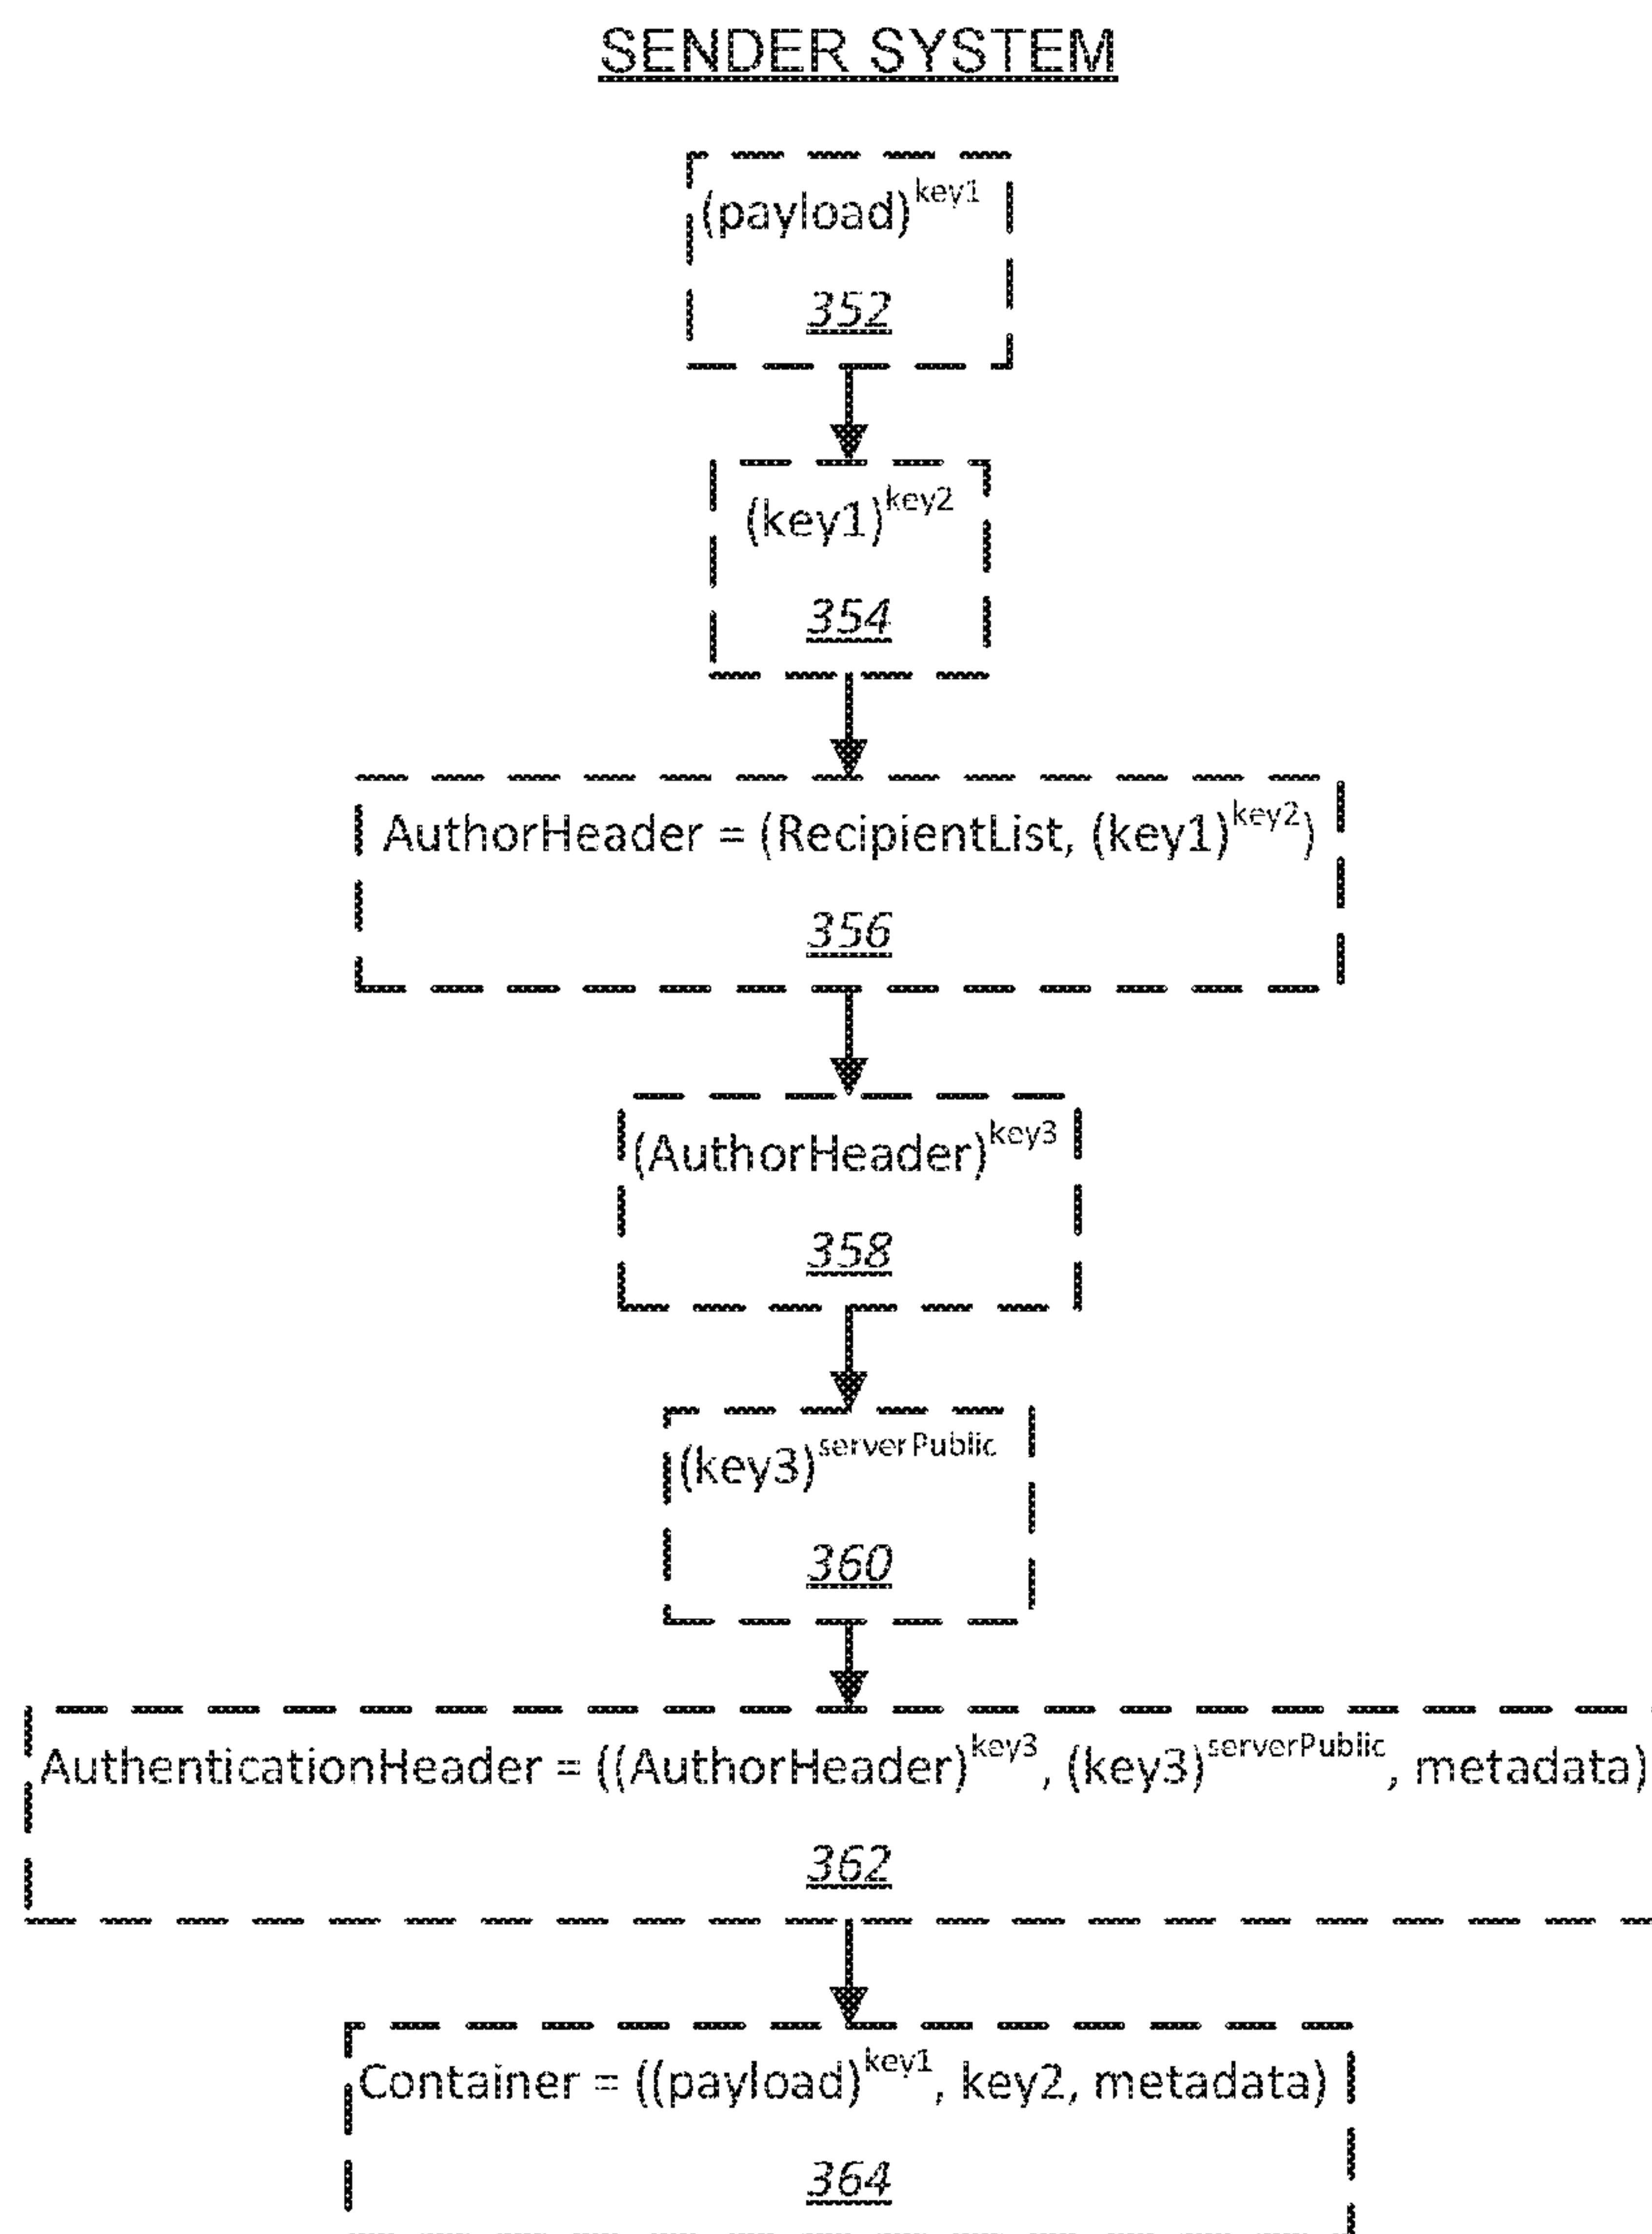 SENDER SYSTEM
(payload)^key1
352
(key1)^key2
354
AuthorHeader = (RecipientList, (key1)^key2)
356
(AuthorHeader)^key3
358
(key3)^serverPublic
360
AuthenticationHeader = ((AuthorHeader)^key3, (key3)^serverPublic, metadata)
362
Container = ((payload)^key1, key2, metadata)
364